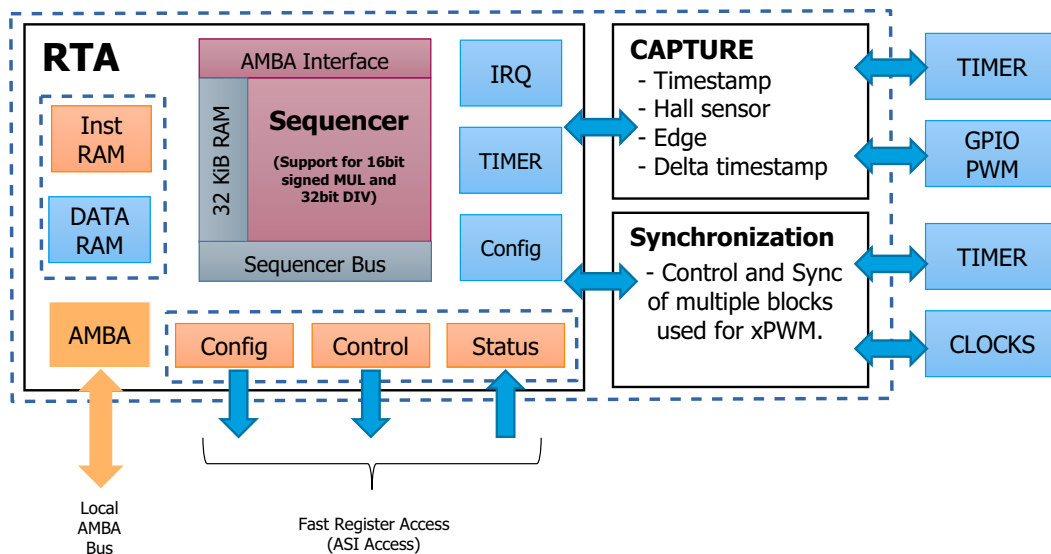 RTA
Inst
RAM
DATA
RAM
AMBA
AMBA Interface
32 KiB RAM
Sequencer
(Support for 16bit
signed MUL and
32bit DIV)
Sequencer Bus
IRQ
TIMER
Config
Config
Control
Status
CAPTURE
- Timestamp
- Hall sensor
- Edge
- Delta timestamp
Synchronization
- Control and Sync
of multiple blocks
used for xPWM.
TIMER
GPIO
PWM
TIMER
CLOCKS
Local
AMBA
Bus
Fast Register Access
(ASI Access)